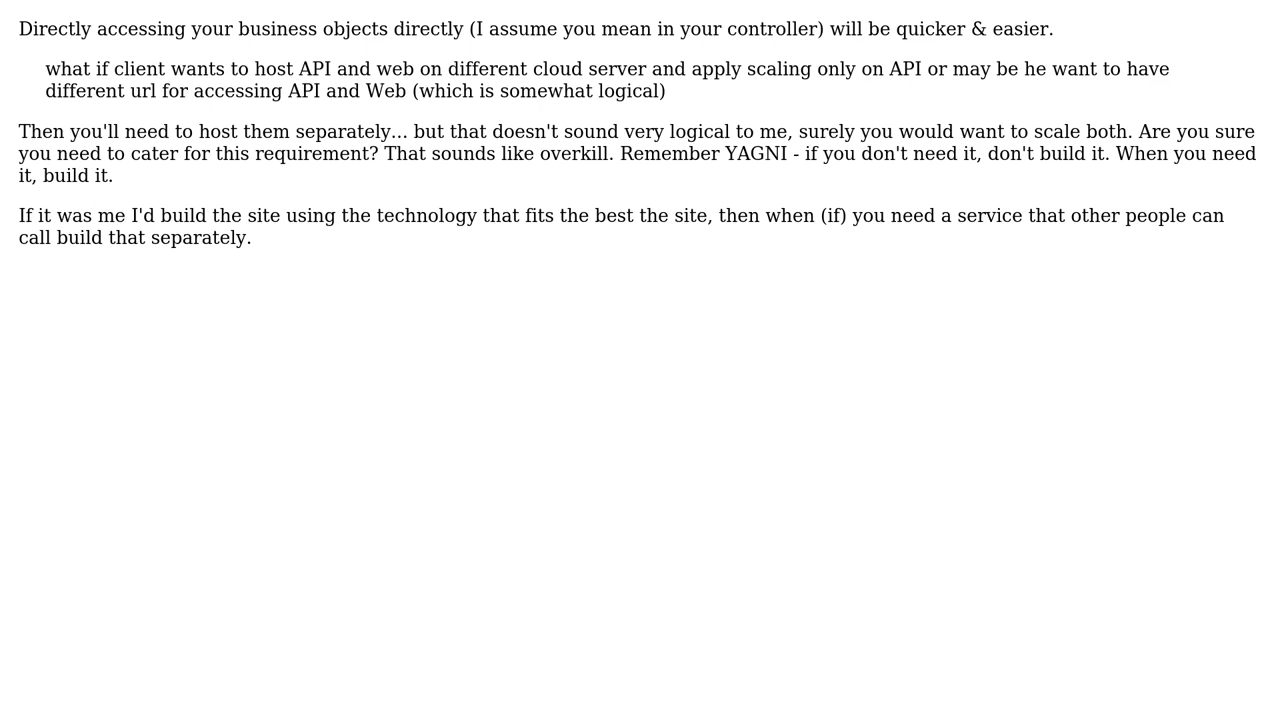 Directly accessing your business objects directly (I assume you mean in your controller) will be quicker & easier.
what if client wants to host API and web on different cloud server and apply scaling only on API or may be he want to have
different url for accessing API and Web (which is somewhat logical)
Then you'll need to host them separately... but that doesn't sound very logical to me, surely you would want to scale both. Are you sure
you need to cater for this requirement? That sounds like overkill. Remember YAGNI - if you don't need it, don't build it. When you need
it, build it.
If it was me I'd build the site using the technology that fits the best the site, then when (if) you need a service that other people can
call build that separately.